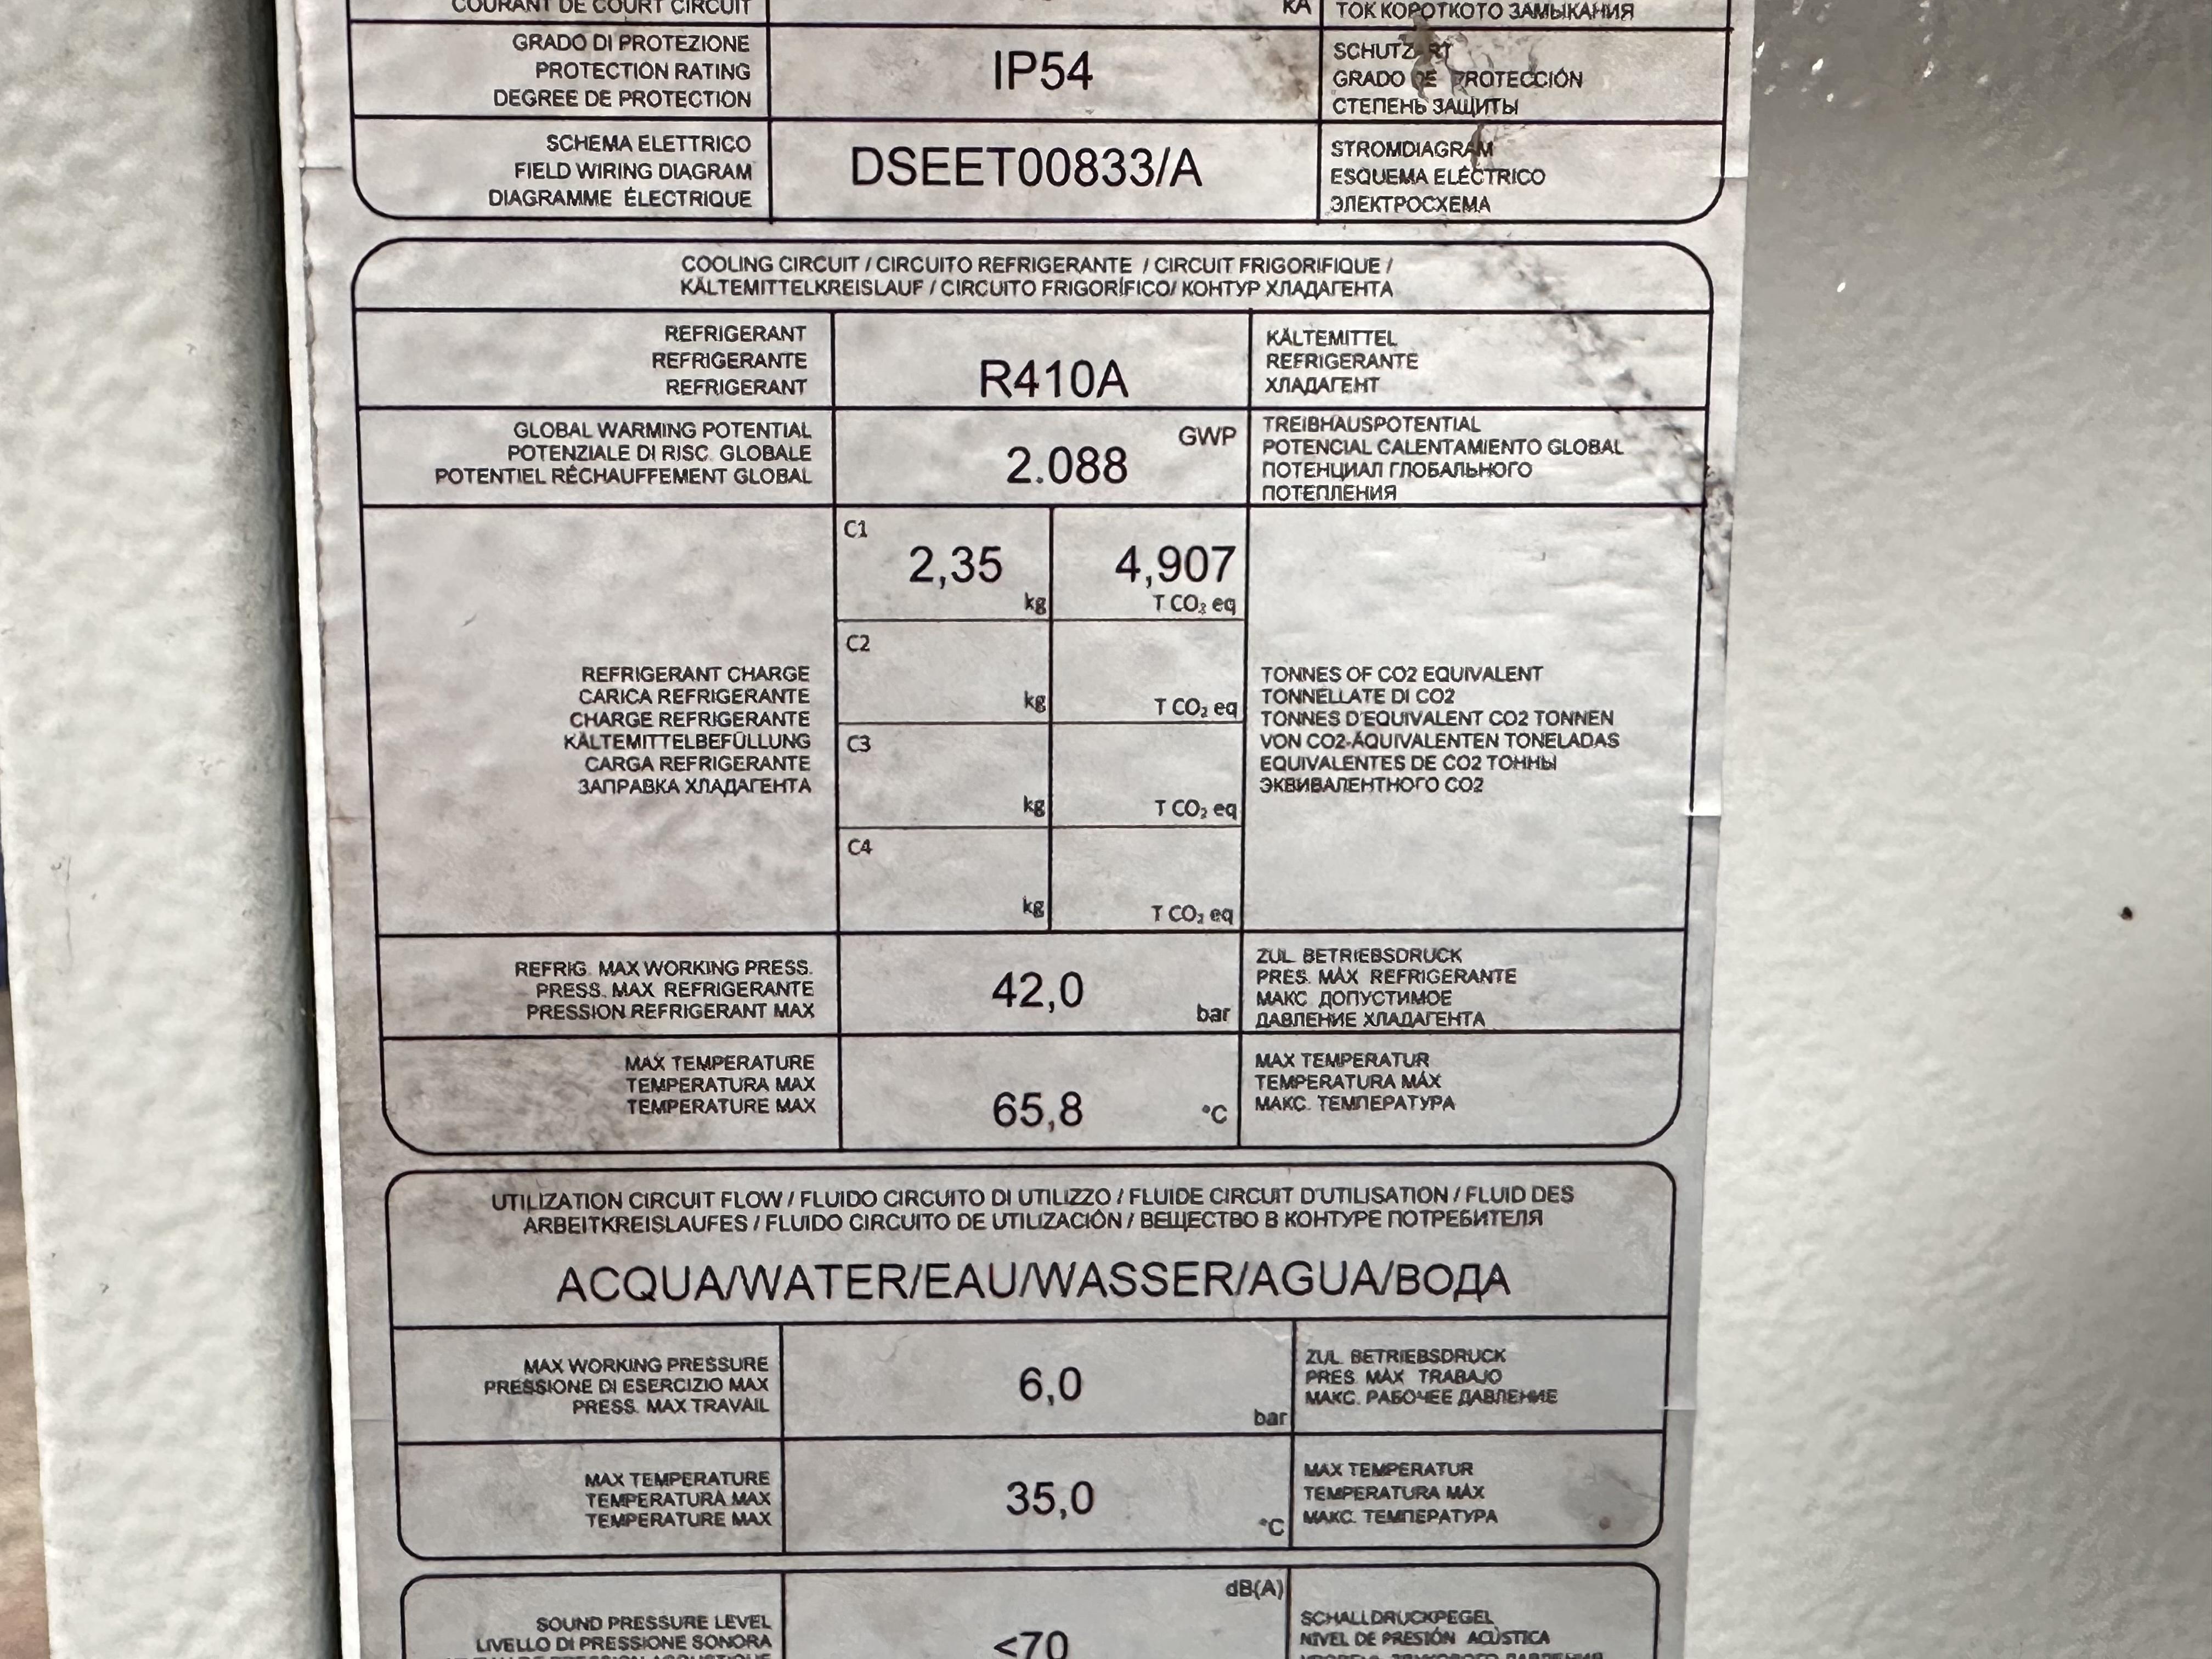 COURANT DE COURT CIRCUIT
KA
ТОК КОРОТКОТО ЗАМЫКАНИЯ
GRADO DI PROTEZIONE
PROTECTION RATING
DEGREE DE PROTECTION
IP54
SCHUTZART
GRADO DE PROTECCIÓN
СТЕПЕНЬ ЗАЩИТЫ
SCHEMA ELETTRICO
FIELD WIRING DIAGRAM
DIAGRAMME ÉLECTRIQUE
DSEET00833/A
STROMDIAGRAM
ESQUEMA ELÉCTRICO
ЭЛЕКТРОСХЕМА
COOLING CIRCUIT / CIRCUITO REFRIGERANTE / CIRCUIT FRIGORIFIQUE /
KÄLTEMITTELKREISLAUF / CIRCUITO FRIGORÍFICO/ КОНТУР ХЛАДАГЕНТА
REFRIGERANT
REFRIGERANTE
REFRIGERANT
R410A
KÄLTEMITTEL
REFRIGERANTE
ХЛАДАГЕНТ
GLOBAL WARMING POTENTIAL
POTENZIALE DI RISC. GLOBALE
POTENTIEL RÉCHAUFFEMENT GLOBAL
GWP
2.088
TREIBHAUSPOTENTIAL
POTENCIAL CALENTAMIENTO GLOBAL
ПОТЕНЦИАЛ ГЛОБАЛЬНОГО
ПОТЕПЛЕНИЯ
REFRIGERANT CHARGE
CARICA REFRIGERANTE
CHARGE REFRIGERANTE
KÄLTEMITTELBEFÜLLUNG
CARGA REFRIGERANTE
ЗАПРАВКА ХЛАДАГЕНТА
C1
2,35
kg
4,907
T CO₂ eq
C2
kg
T CO₂ eq
C3
kg
T CO₂ eq
C4
kg
T CO₂ eq
TONNES OF CO2 EQUIVALENT
TONNELLATE DI CO2
TONNES D'EQUIVALENT CO2 TONNEN
VON CO2-ÄQUIVALENTEN TONELADAS
EQUIVALENTES DE CO2 ТОННЫ
ЭКВИВАЛЕНТНОГО CO2
REFRIG. MAX WORKING PRESS.
PRESS. MAX REFRIGERANTE
PRESSION REFRIGERANT MAX
42,0
bar
ZUL. BETRIEBSDRUCK
PRES. MÁX REFRIGERANTE
МАКС. ДОПУСТИМОЕ
ДАВЛЕНИЕ ХЛАДАГЕНТА
MAX TEMPERATURE
TEMPERATURA MAX
TEMPERATURE MAX
65,8
°C
MAX TEMPERATUR
TEMPERATURA MÁX
МАКС. ТЕМПЕРАТУРА
UTILIZATION CIRCUIT FLOW / FLUIDO CIRCUITO DI UTILIZZO / FLUIDE CIRCUIT D'UTILISATION / FLUID DES
ARBEITKREISLAUFES / FLUIDO CIRCUITO DE UTILIZACIÓN / ВЕЩЕСТВО В КОНТУРЕ ПОТРЕБИТЕЛЯ
ACQUA/WATER/EAU/WASSER/AGUA/ВОДА
MAX WORKING PRESSURE
PRESSIONE DI ESERCIZIO MAX
PRESS. MAX TRAVAIL
6,0
bar
ZUL. BETRIEBSDRUCK
PRES. MÁX TRABAJO
МАКС. РАБОЧЕЕ ДАВЛЕНИЕ
MAX TEMPERATURE
TEMPERATURA MAX
TEMPERATURE MAX
35,0
°C
MAX TEMPERATUR
TEMPERATURA MÁX
МАКС. ТЕМПЕРАТУРА
SOUND PRESSURE LEVEL
LIVELLO DI PRESSIONE SONORA
dB(A)
<70
SCHALLDRUCKPEGEL
NIVEL DE PRESIÓN ACÚSTICA